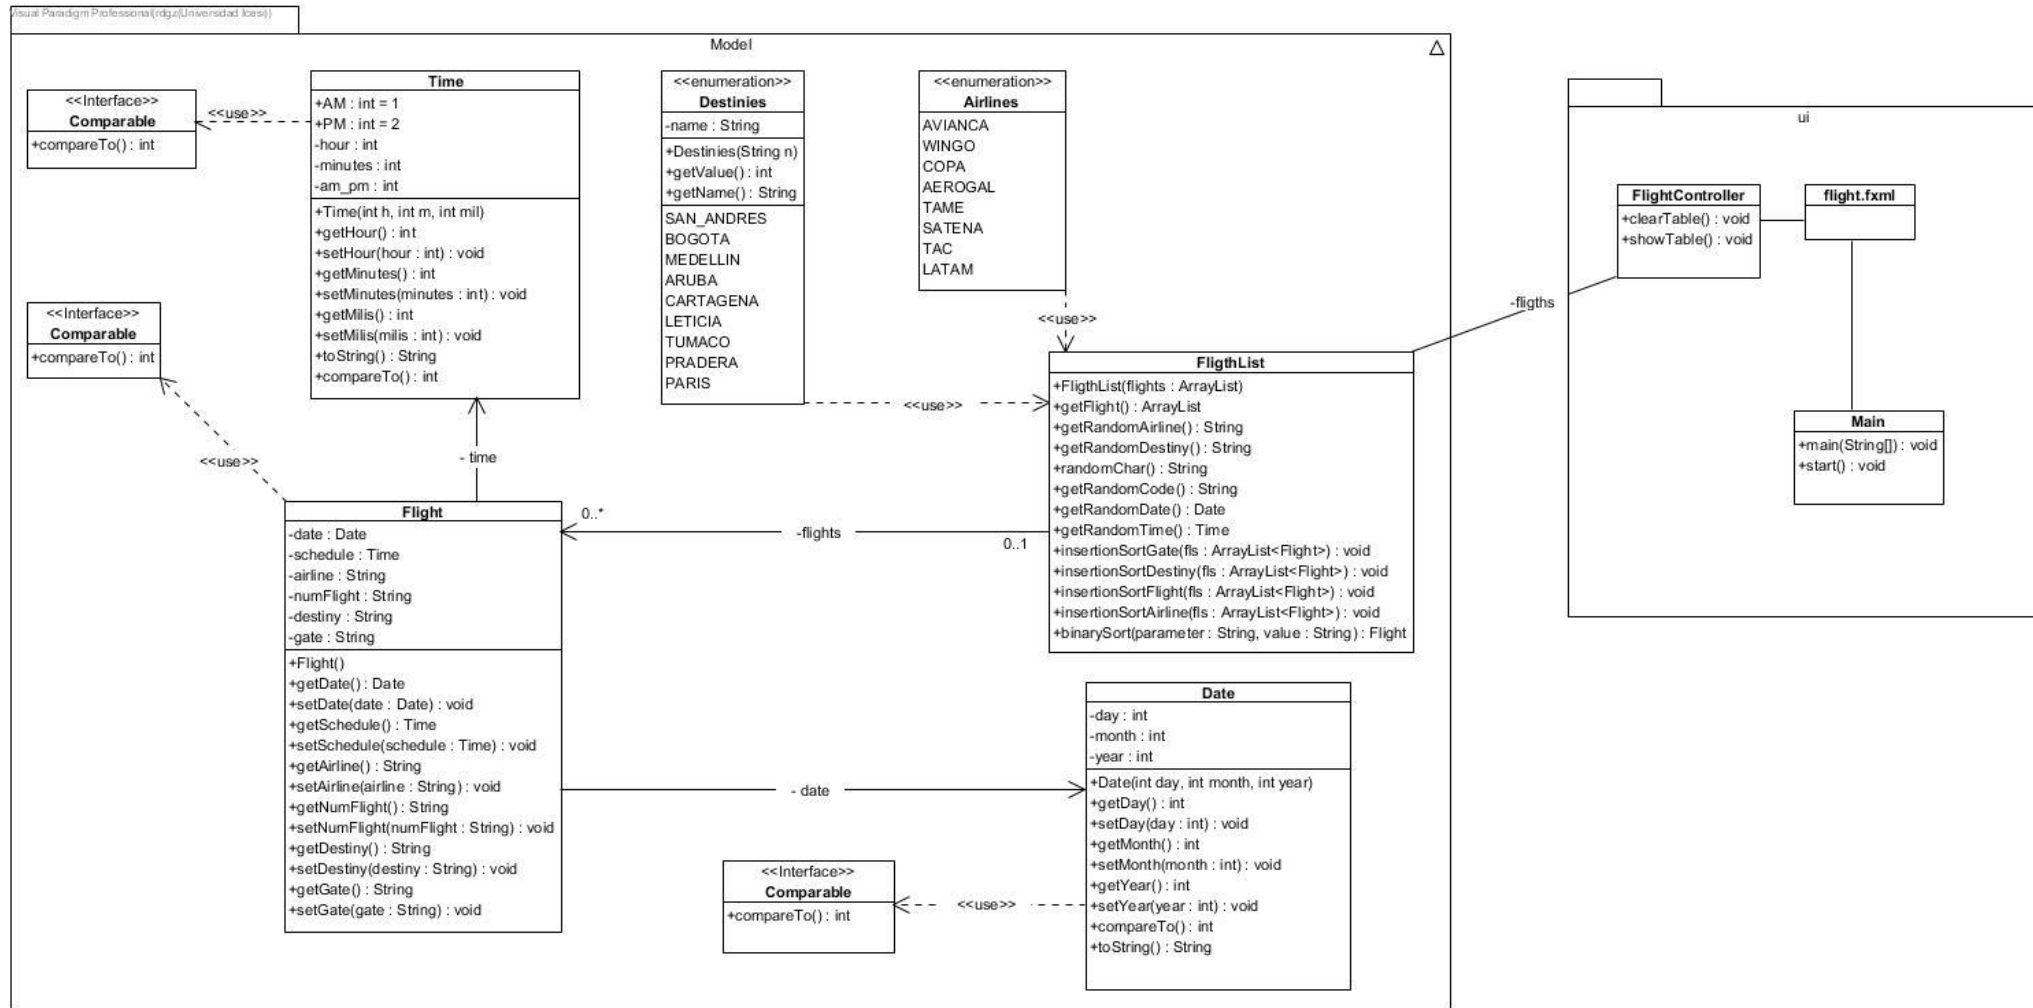 Visual Paradigm Professional(rdgz(Universidad Icesi))
Model
<<Interface>>
Comparable
+compareTo() : int
<<use>>
Time
+AM : int = 1
+PM : int = 2
-hour : int
-minutes : int
-am_pm : int
+Time(int h, int m, int mil)
+getHour() : int
+setHour(hour : int) : void
+getMinutes() : int
+setMinutes(minutes : int) : void
+getMilis() : int
+setMilis(milis : int) : void
+toString() : String
+compareTo() : int
<<enumeration>>
Destinies
-name : String
+Destinies(String n)
+getValue() : int
+getName() : String
SAN_ANDRES
BOGOTA
MEDELLIN
ARUBA
CARTAGENA
LETICIA
TUMACO
PRADERA
PARIS
<<enumeration>>
Airlines
AVIANCA
WINGO
COPA
AEROGAL
TAME
SATENA
TAC
LATAM
<<use>>
<<use>>
<<Interface>>
Comparable
+compareTo() : int
<<use>>
- time
FligthList
+FligthList(flights : ArrayList)
+getFlight() : ArrayList
+getRandomAirline() : String
+getRandomDestiny() : String
+randomChar() : String
+getRandomCode() : String
+getRandomDate() : Date
+getRandomTime() : Time
+insertionSortGate(fls : ArrayList<Flight>) : void
+insertionSortDestiny(fls : ArrayList<Flight>) : void
+insertionSortFlight(fls : ArrayList<Flight>) : void
+insertionSortAirline(fls : ArrayList<Flight>) : void
+binarySort(parameter : String, value : String) : Flight
0..*
-flights
0..1
Flight
-date : Date
-schedule : Time
-airline : String
-numFlight : String
-destiny : String
-gate : String
+Flight()
+getDate() : Date
+setDate(date : Date) : void
+getSchedule() : Time
+setSchedule(schedule : Time) : void
+getAirline() : String
+setAirline(airline : String) : void
+getNumFlight() : String
+setNumFlight(numFlight : String) : void
+getDestiny() : String
+setDestiny(destiny : String) : void
+getGate() : String
+setGate(gate : String) : void
- date
Date
-day : int
-month : int
-year : int
+Date(int day, int month, int year)
+getDay() : int
+setDay(day : int) : void
+getMonth() : int
+setMonth(month : int) : void
+getYear() : int
+setYear(year : int) : void
+compareTo() : int
+toString() : String
<<Interface>>
Comparable
+compareTo() : int
<<use>>
-fligths
ui
FlightController
+clearTable() : void
+showTable() : void
flight.fxml
Main
+main(String[]) : void
+start() : void